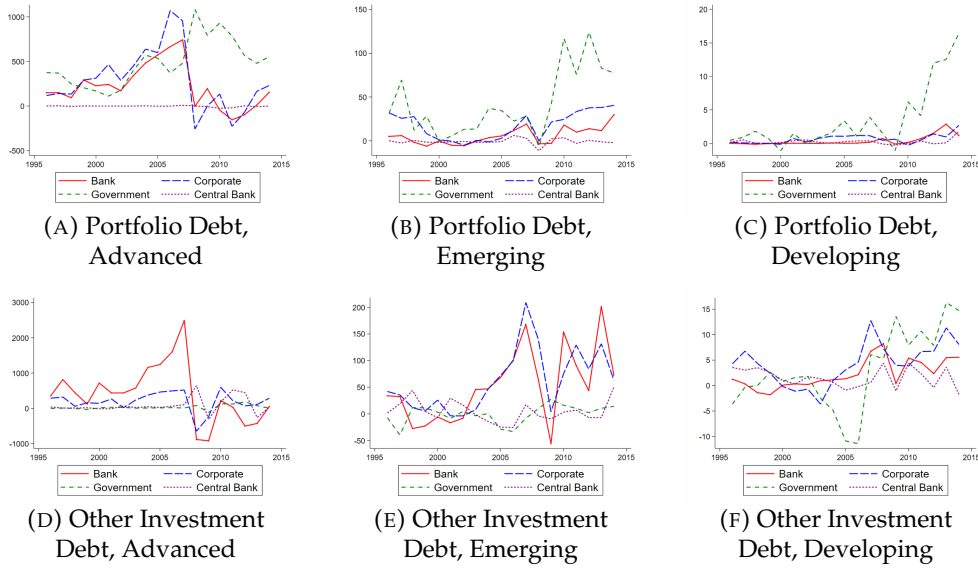 1000
500
0
-500
1995 2000 2005 2010 2015
Bank Corporate
Government Central Bank
(A) Portfolio Debt,
Advanced
150
100
50
0
1995 2000 2005 2010 2015
Bank Corporate
Government Central Bank
(B) Portfolio Debt,
Emerging
20
15
10
5
0
1995 2000 2005 2010 2015
Bank Corporate
Government Central Bank
(C) Portfolio Debt,
Developing
3000
2000
1000
0
-1000
1995 2000 2005 2010 2015
Bank Corporate
Government Central Bank
(D) Other Investment
Debt, Advanced
200
150
100
50
0
-50
1995 2000 2005 2010 2015
Bank Corporate
Government Central Bank
(E) Other Investment
Debt, Emerging
15
10
5
0
-5
-10
1995 2000 2005 2010 2015
Bank Corporate
Government Central Bank
(F) Other Investment
Debt, Developing